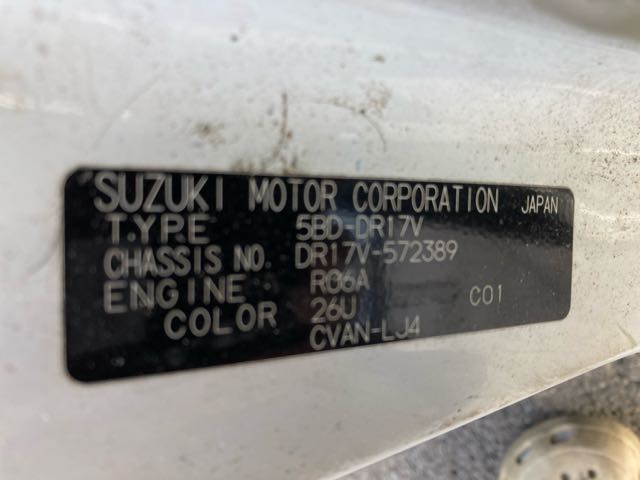 SUZUKI MOTOR CORPORATION JAPAN
TYPE 5BD-DR17V
CHASSIS NO. DR17V-572389
ENGINE R06A
COLOR 26U C01
CVAN-LJ4